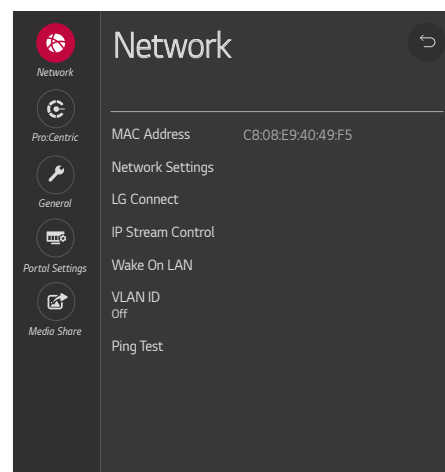 Network
Network
Pro:Centric
General
Portal Settings
Media Share
MAC Address C8:08:E9:40:49:F5
Network Settings
LG Connect
IP Stream Control
Wake On LAN
VLAN ID
Off
Ping Test